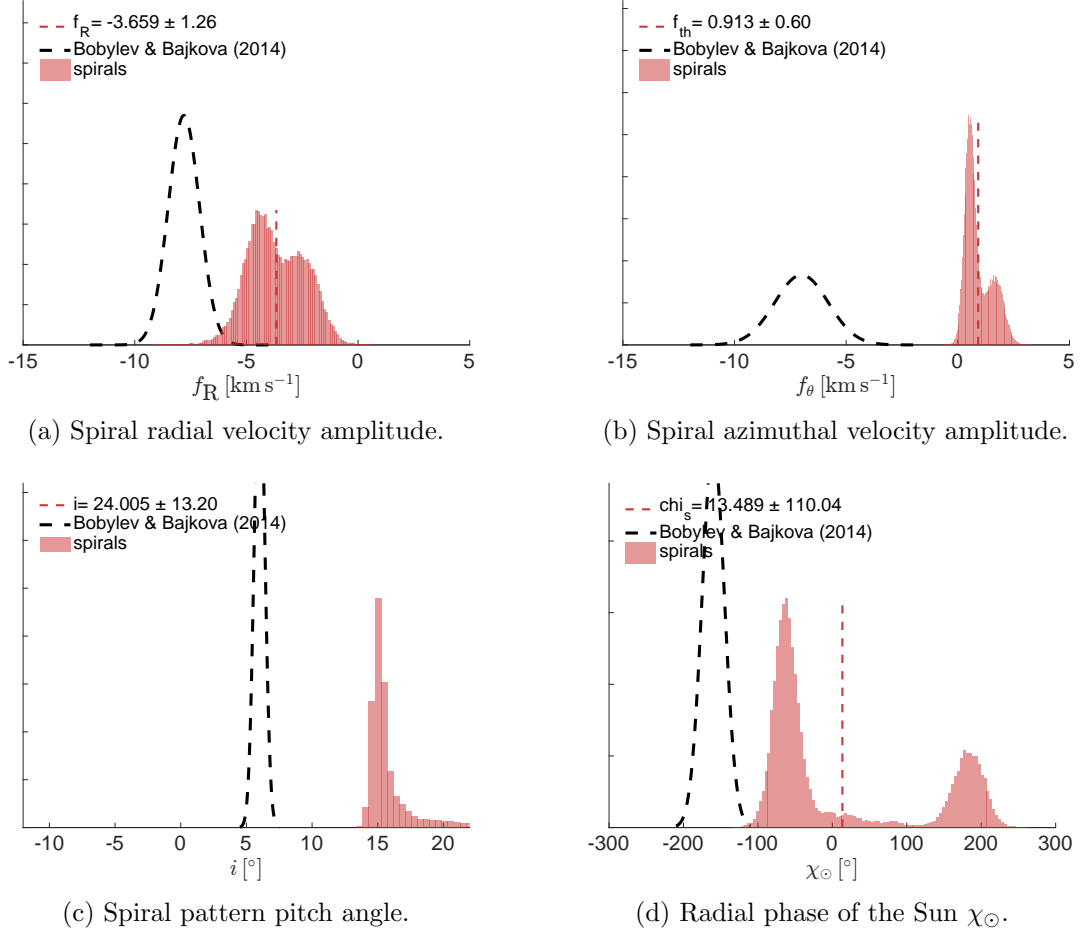 f_R= -3.659 ± 1.26
Bobylev & Bajkova (2014)
spirals
-15 -10 -5 0 5
f_R [km s⁻¹]
(a) Spiral radial velocity amplitude.
f_th= 0.913 ± 0.60
Bobylev & Bajkova (2014)
spirals
-15 -10 -5 0 5
f_θ [km s⁻¹]
(b) Spiral azimuthal velocity amplitude.
i= 24.005 ± 13.20
Bobylev & Bajkova (2014)
spirals
-10 -5 0 5 10 15 20
i [°]
(c) Spiral pattern pitch angle.
chi_s= 13.489 ± 110.04
Bobylev & Bajkova (2014)
spirals
-300 -200 -100 0 100 200 300
χ⊙ [°]
(d) Radial phase of the Sun χ⊙.